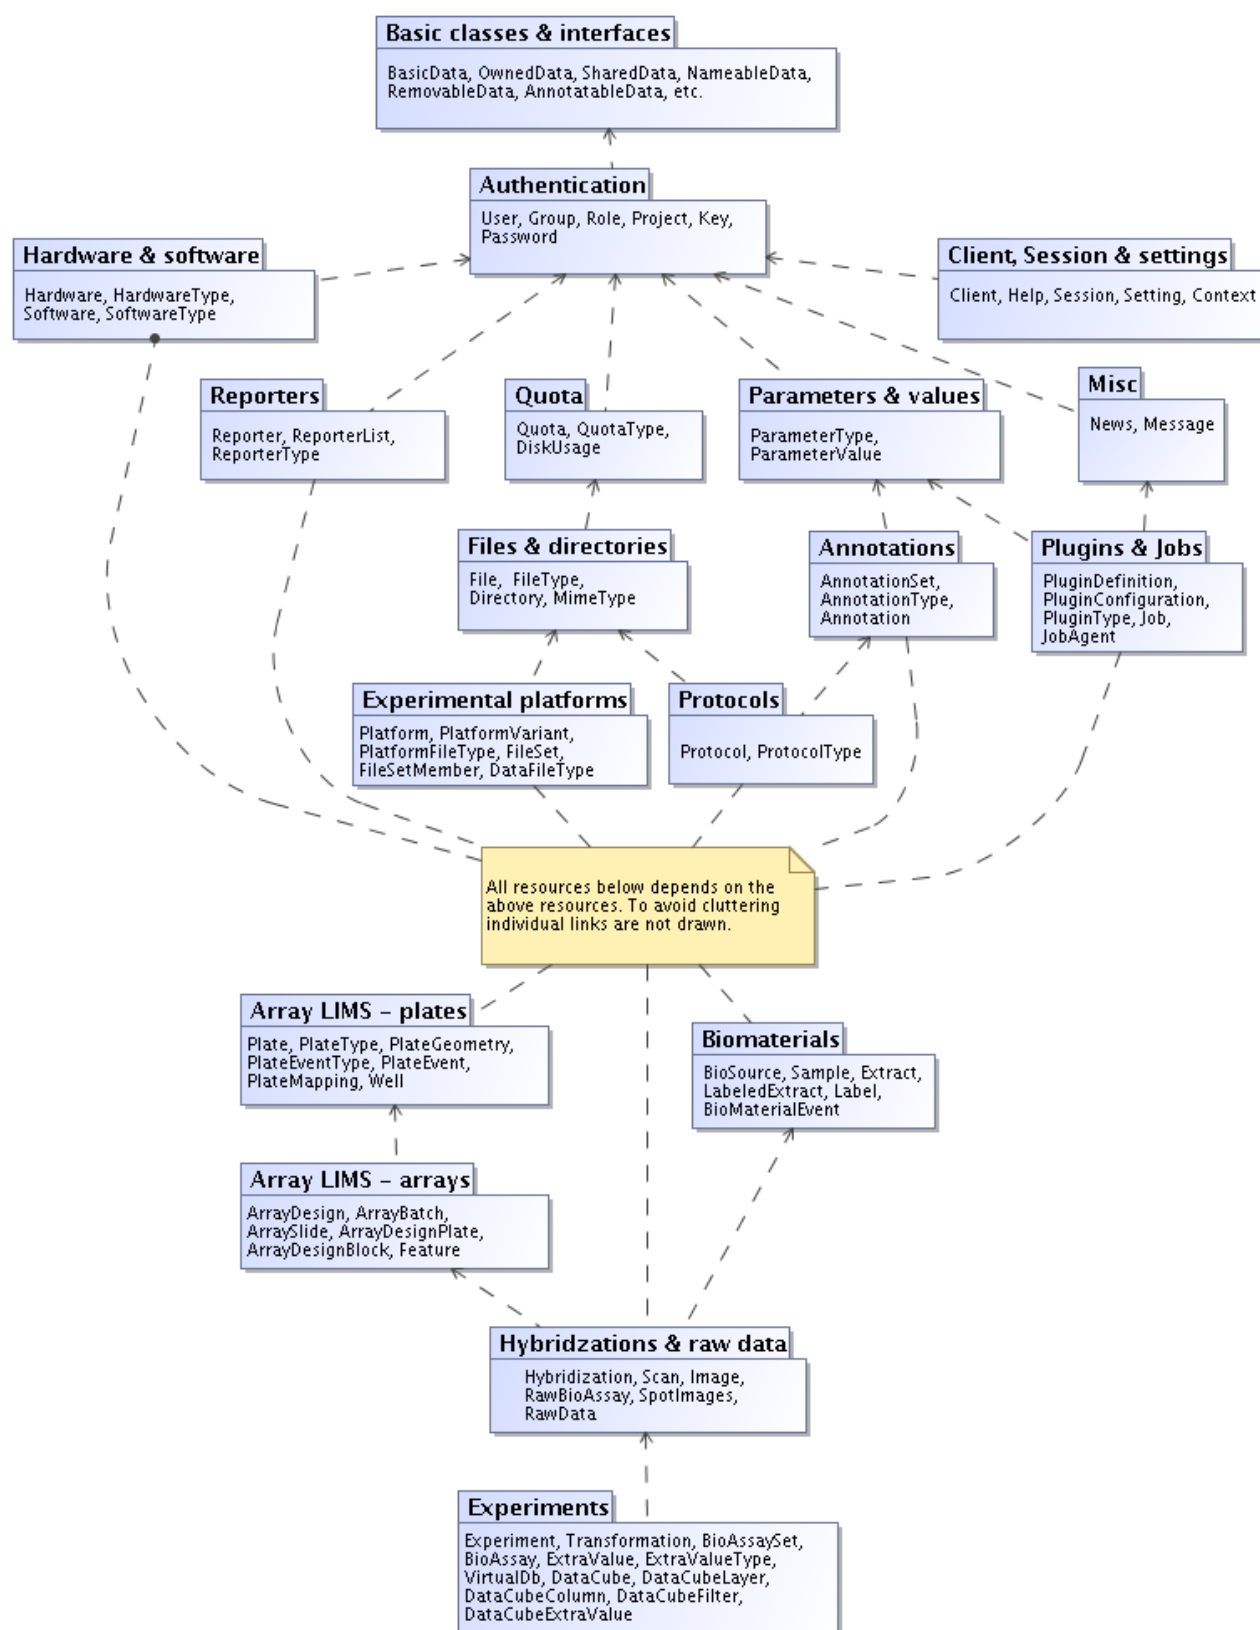 Basic classes & interfaces
BasicData, OwnedData, SharedData, NameableData,
RemovableData, AnnotatableData, etc.
Authentication
User, Group, Role, Project, Key,
Password
Hardware & software
Hardware, HardwareType,
Software, SoftwareType
Client, Session & settings
Client, Help, Session, Setting, Context
Reporters
Reporter, ReporterList,
ReporterType
Quota
Quota, QuotaType,
DiskUsage
Parameters & values
ParameterType,
ParameterValue
Misc
News, Message
Files & directories
File, FileType,
Directory, MimeType
Annotations
AnnotationSet,
AnnotationType,
Annotation
Plugins & Jobs
PluginDefinition,
PluginConfiguration,
PluginType, Job,
JobAgent
Experimental platforms
Platform, PlatformVariant,
PlatformFileType, FileSet,
FileSetMember, DataFileType
Protocols
Protocol, ProtocolType
All resources below depends on the
above resources. To avoid cluttering
individual links are not drawn.
Array LIMS – plates
Plate, PlateType, PlateGeometry,
PlateEventType, PlateEvent,
PlateMapping, Well
Biomaterials
BioSource, Sample, Extract,
LabeledExtract, Label,
BioMaterialEvent
Array LIMS – arrays
ArrayDesign, ArrayBatch,
ArraySlide, ArrayDesignPlate,
ArrayDesignBlock, Feature
Hybridzations & raw data
Hybridization, Scan, Image,
RawBioAssay, SpotImages,
RawData
Experiments
Experiment, Transformation, BioAssaySet,
BioAssay, ExtraValue, ExtraValueType,
VirtualDb, DataCube, DataCubeLayer,
DataCubeColumn, DataCubeFilter,
DataCubeExtraValue